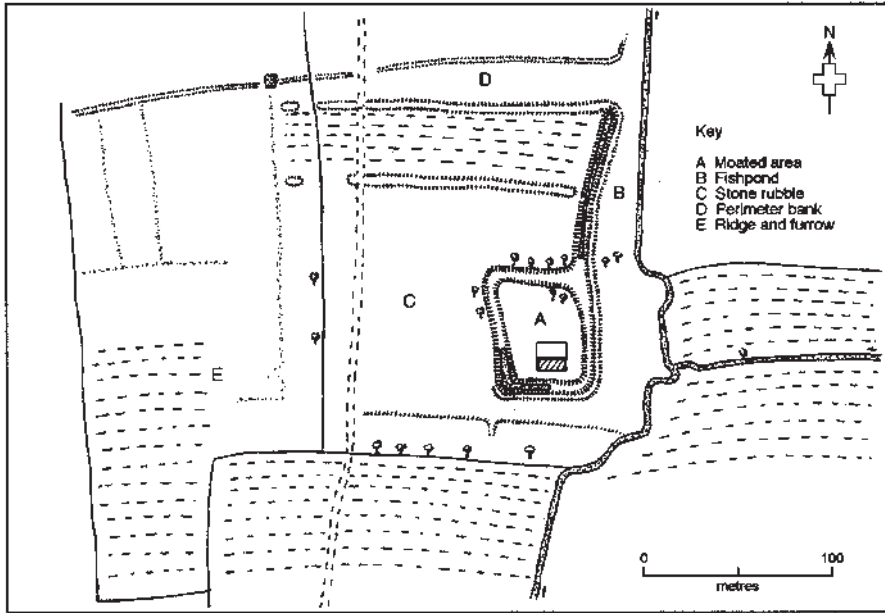 N
D
Key
A Moated area
B Fishpond
C Stone rubble
D Perimeter bank
E Ridge and furrow
B
C
A
E
0 100
metres